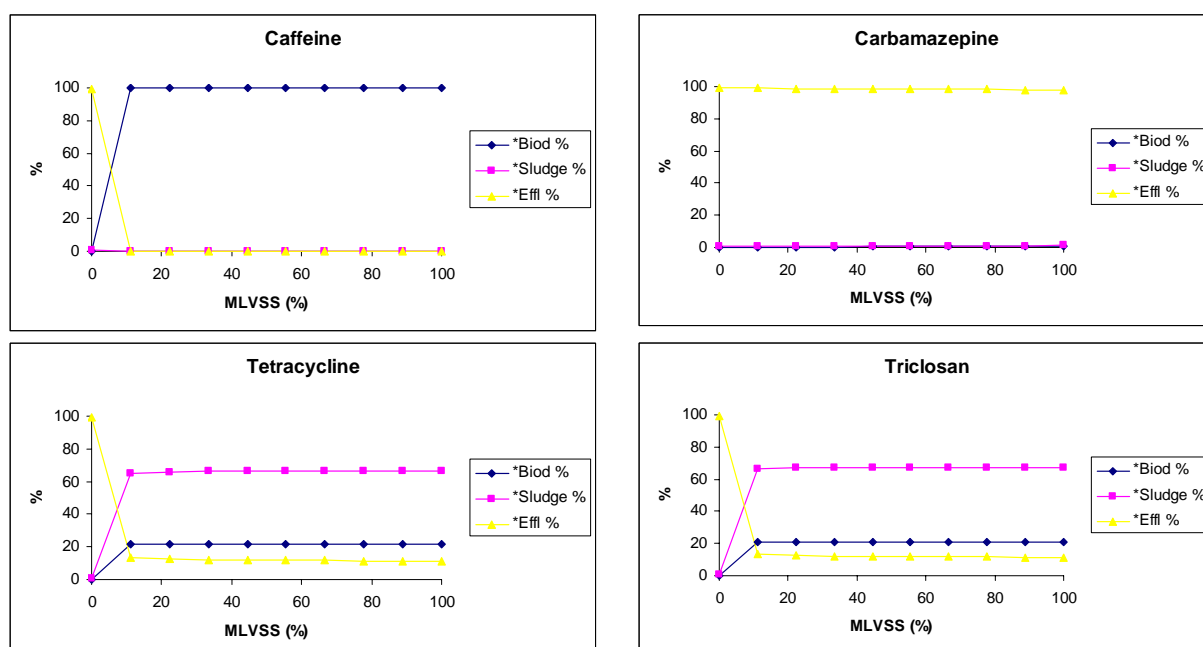 Caffeine
100
80
60
40
20
0
%
0 20 40 60 80 100
MLVSS (%)
*Biod %
*Sludge %
*Effl %
Carbamazepine
100
80
60
40
20
0
%
0 20 40 60 80 100
MLVSS (%)
*Biod %
*Sludge %
*Effl %
Tetracycline
100
80
60
40
20
0
%
0 20 40 60 80 100
MLVSS (%)
*Biod %
*Sludge %
*Effl %
Triclosan
100
80
60
40
20
0
%
0 20 40 60 80 100
MLVSS (%)
*Biod %
*Sludge %
*Effl %